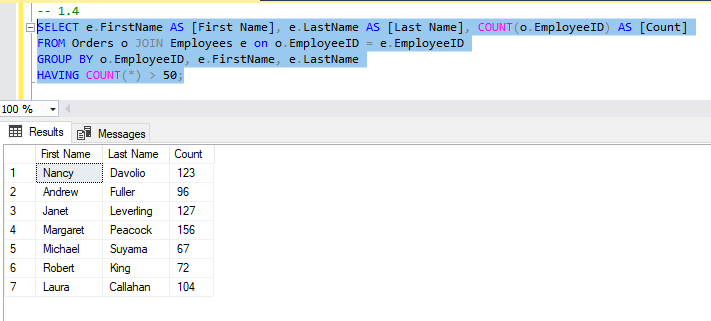 -- 1.4
SELECT e.FirstName AS [First Name], e.LastName AS [Last Name], COUNT(o.EmployeeID) AS [Count]
FROM Orders o JOIN Employees e on o.EmployeeID = e.EmployeeID
GROUP BY o.EmployeeID, e.FirstName, e.LastName
HAVING COUNT(*) > 50;
100 %
Results Messages
First Name Last Name Count
1 Nancy Davolio 123
2 Andrew Fuller 96
3 Janet Leverling 127
4 Margaret Peacock 156
5 Michael Suyama 67
6 Robert King 72
7 Laura Callahan 104